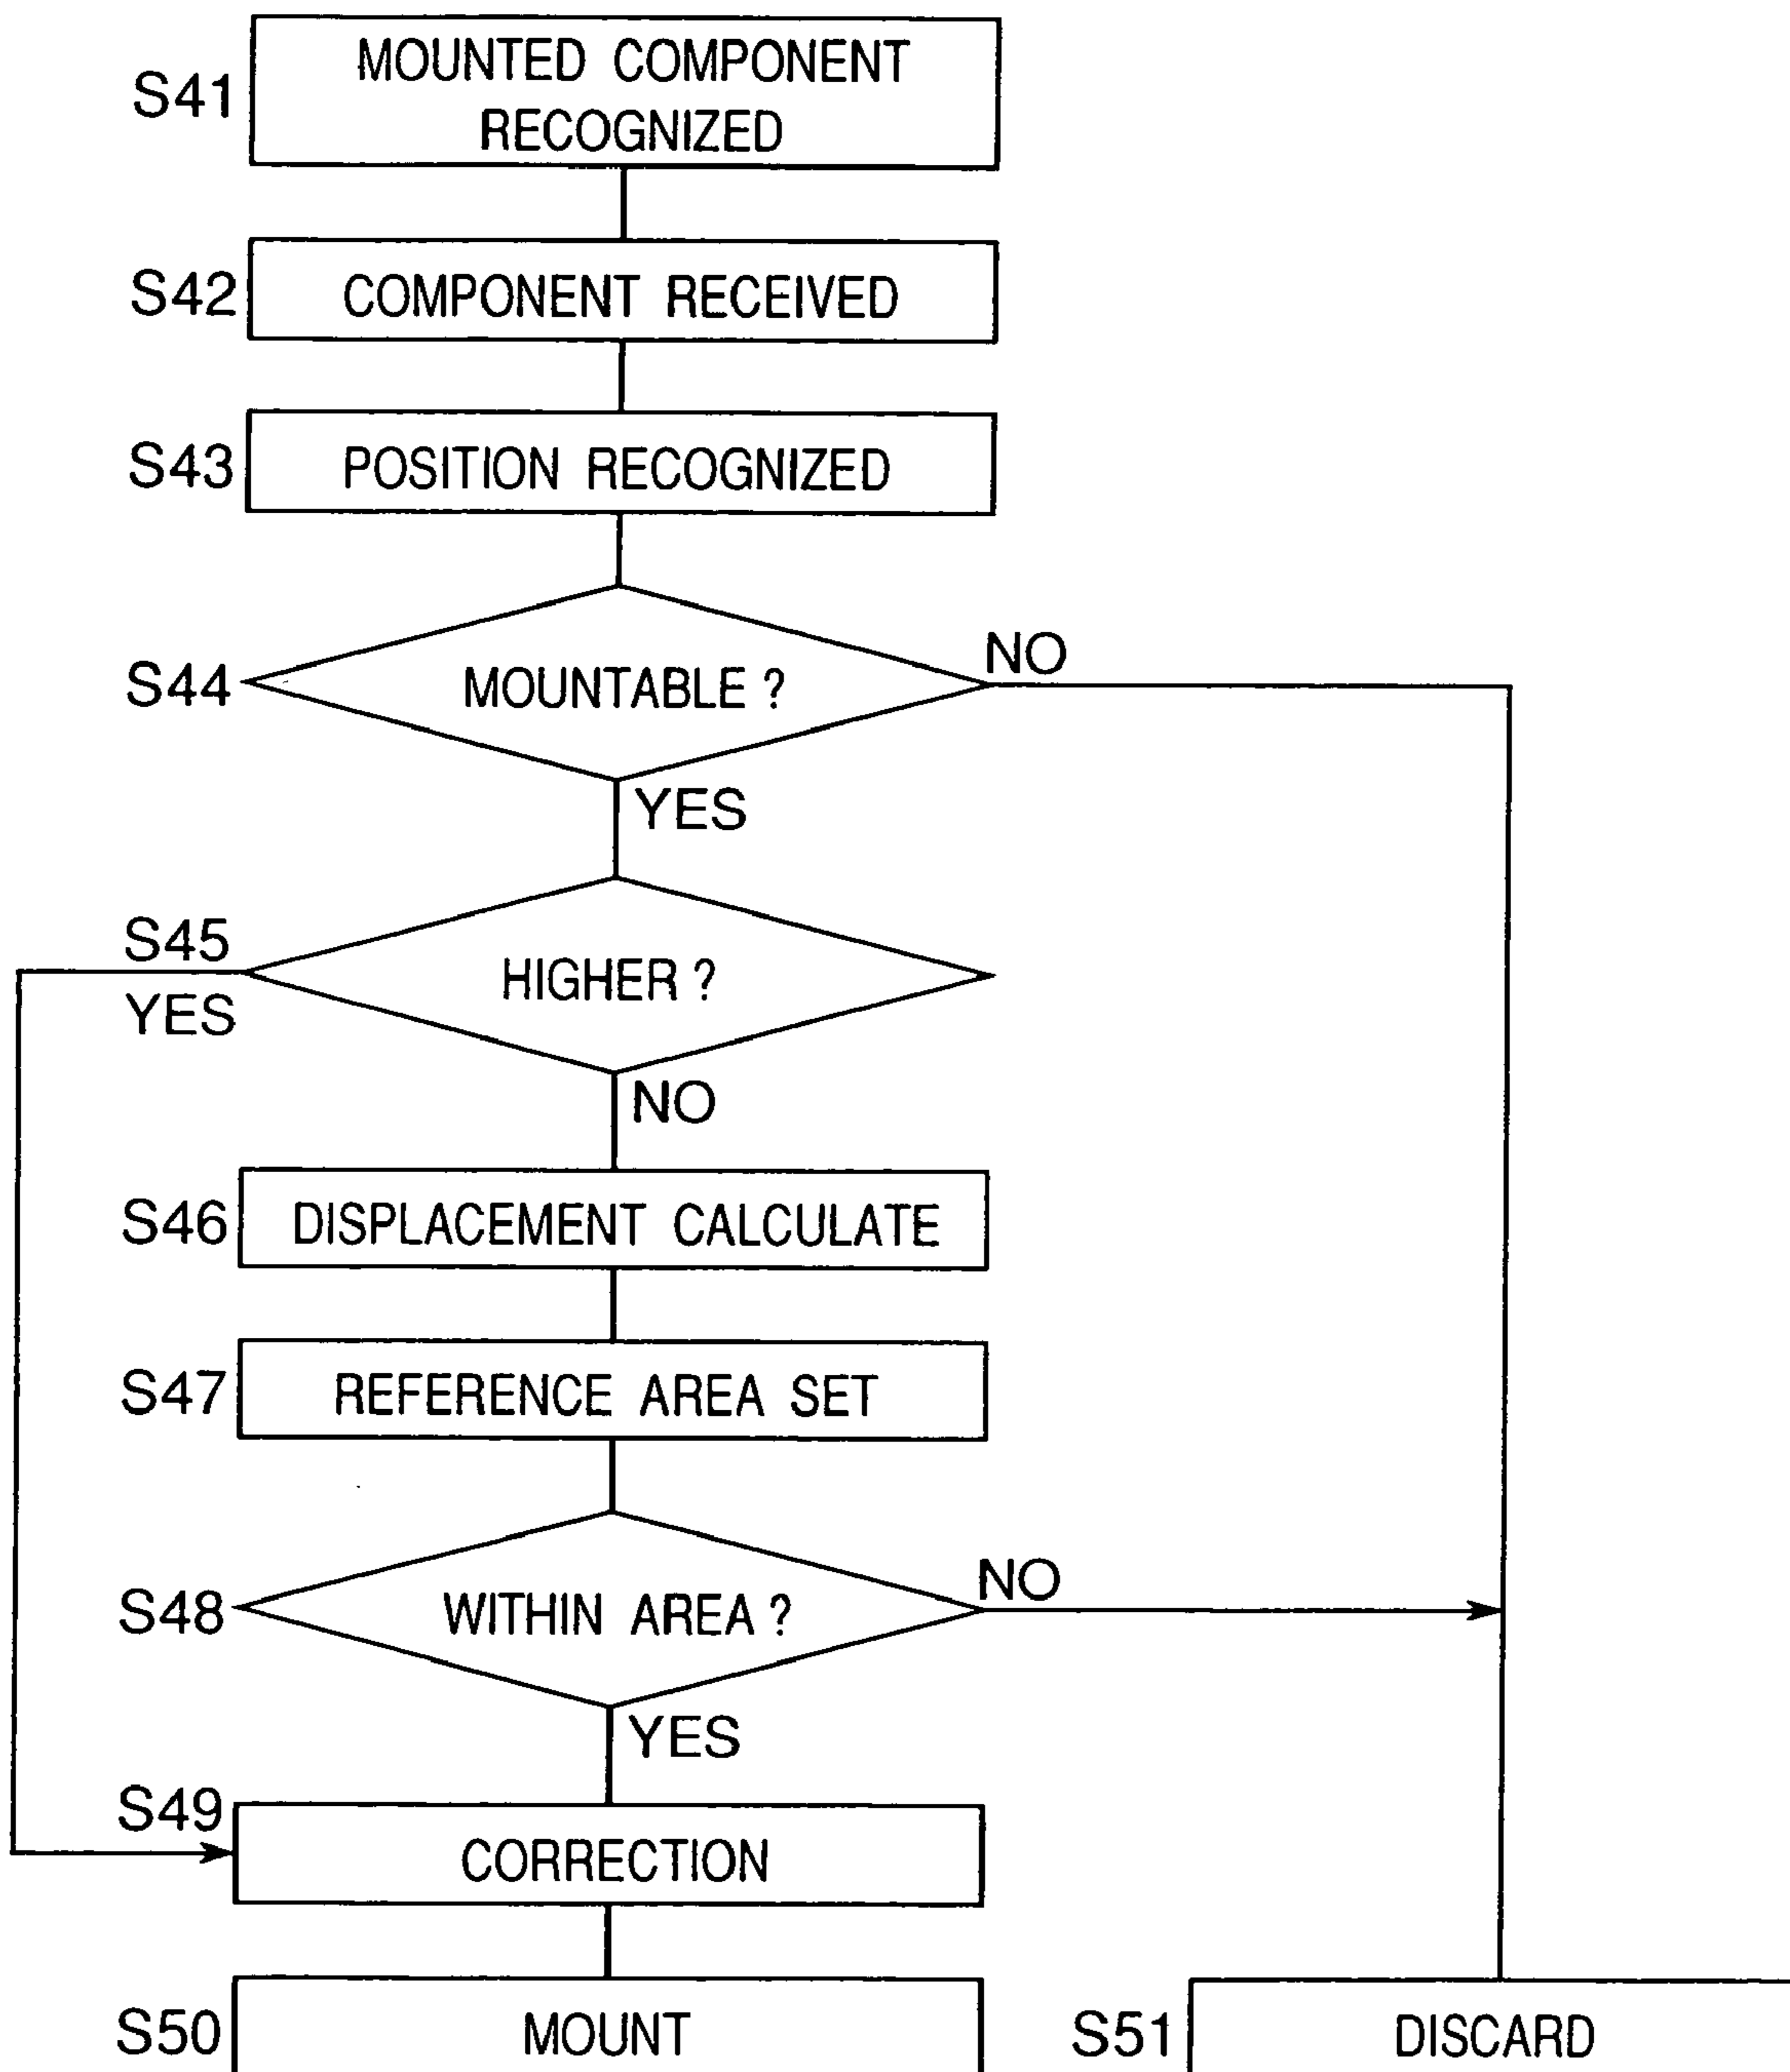 S41
MOUNTED COMPONENT
RECOGNIZED
S42
COMPONENT RECEIVED
S43
POSITION RECOGNIZED
S44
MOUNTABLE ?
NO
YES
S45
YES
HIGHER ?
NO
S46
DISPLACEMENT CALCULATE
S47
REFERENCE AREA SET
S48
WITHIN AREA ?
NO
YES
S49
CORRECTION
S50
MOUNT
S51
DISCARD